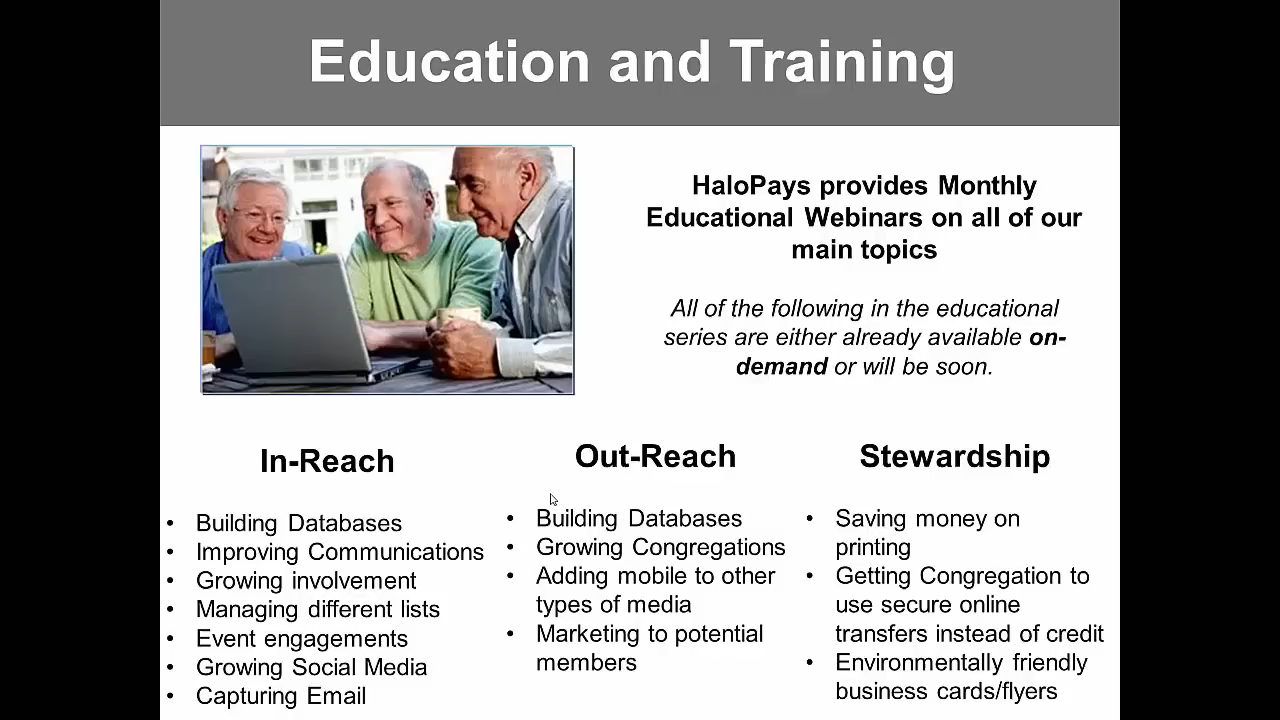 Education and Training
HaloPays provides Monthly
Educational Webinars on all of our
main topics
All of the following in the educational
series are either already available on-
demand or will be soon.
In-Reach
• Building Databases
• Improving Communications
• Growing involvement
• Managing different lists
• Event engagements
• Growing Social Media
• Capturing Email
Out-Reach
• Building Databases
• Growing Congregations
• Adding mobile to other
types of media
• Marketing to potential
members
Stewardship
• Saving money on
printing
• Getting Congregation to
use secure online
transfers instead of credit
• Environmentally friendly
business cards/flyers